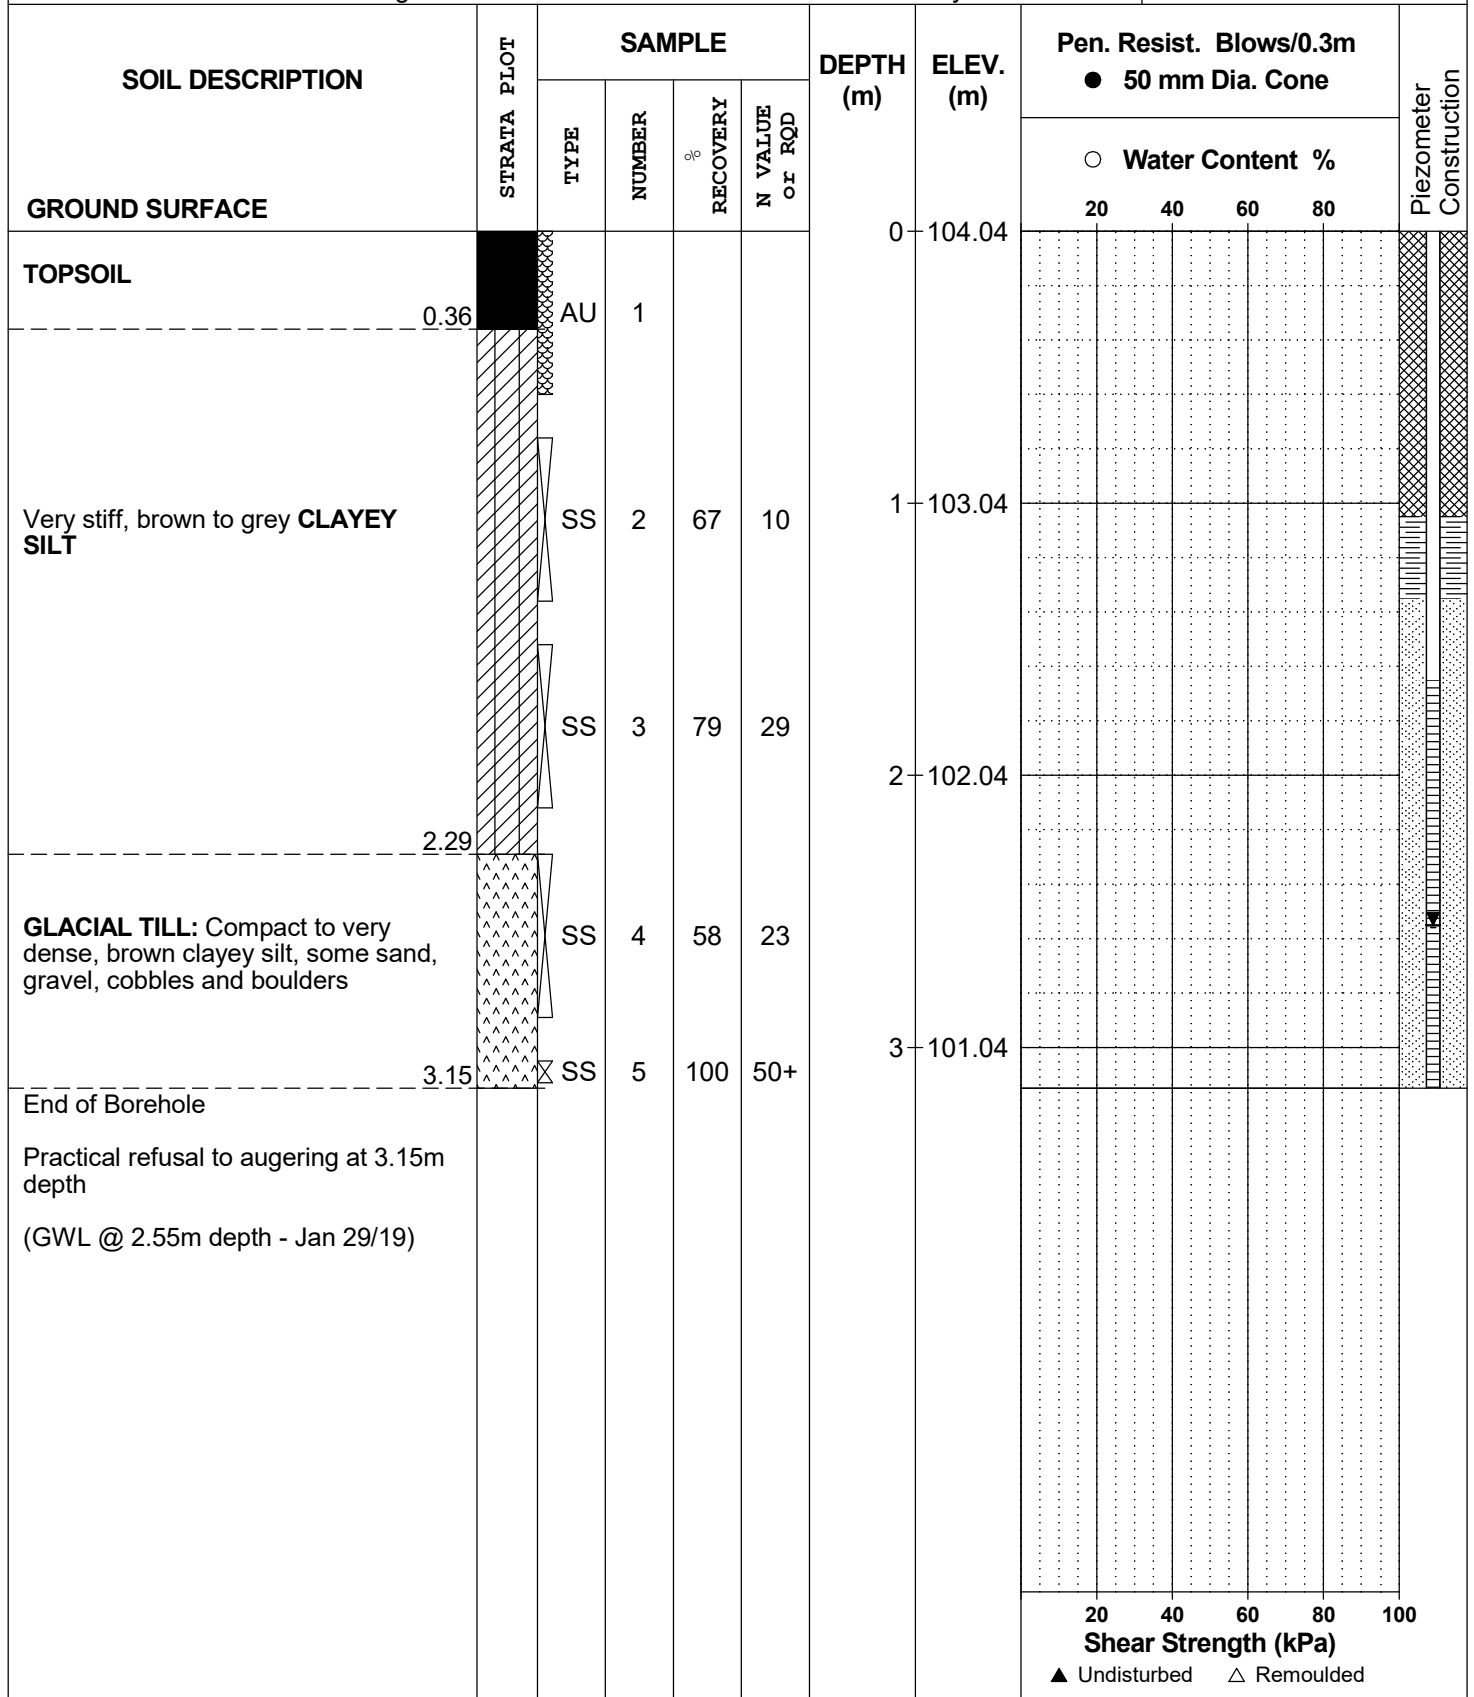 SOIL DESCRIPTION
GROUND SURFACE
STRATA PLOT
SAMPLE
TYPE
NUMBER
% RECOVERY
N VALUE or RQD
DEPTH (m)
ELEV. (m)
Pen. Resist. Blows/0.3m
● 50 mm Dia. Cone
○ Water Content %
20 40 60 80
Piezometer Construction
0 104.04
TOPSOIL
0.36
AU 1
Very stiff, brown to grey CLAYEY
SILT
SS 2 67 10
1 103.04
SS 3 79 29
2 102.04
2.29
GLACIAL TILL: Compact to very
dense, brown clayey silt, some sand,
gravel, cobbles and boulders
SS 4 58 23
3 101.04
3.15
SS 5 100 50+
End of Borehole
Practical refusal to augering at 3.15m
depth
(GWL @ 2.55m depth - Jan 29/19)
20 40 60 80 100
Shear Strength (kPa)
▲ Undisturbed △ Remoulded